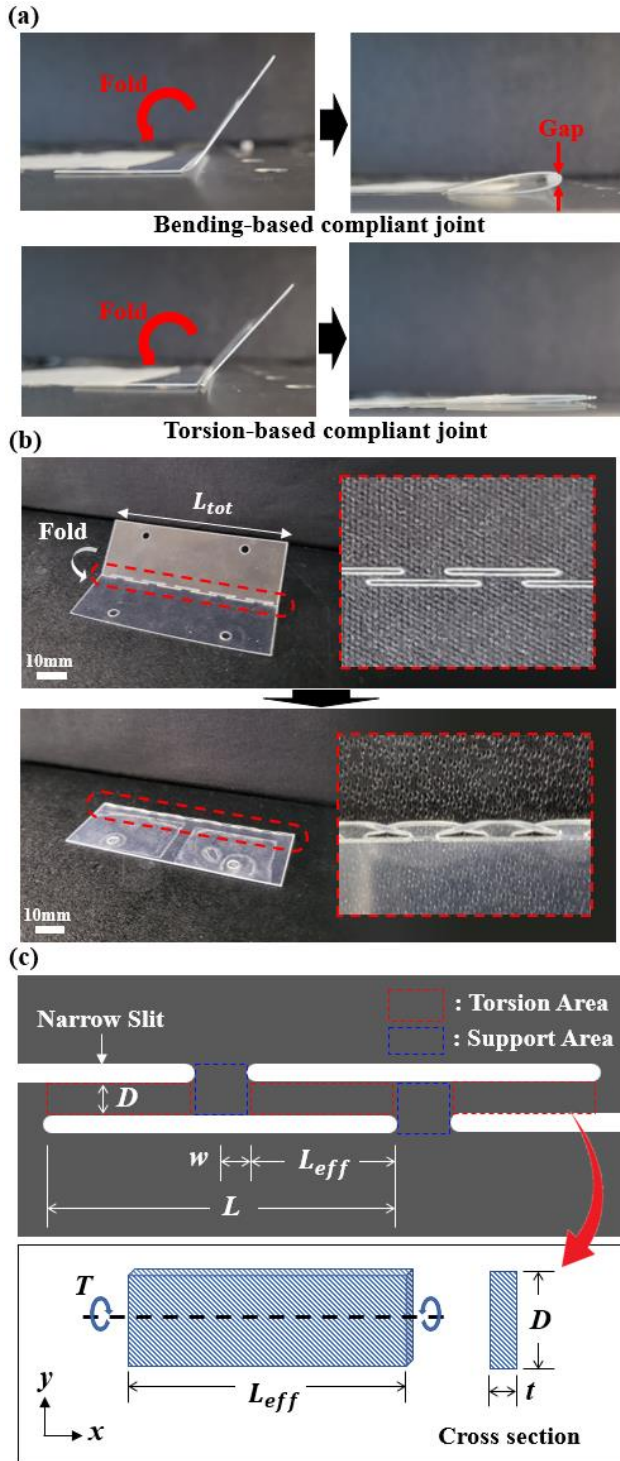 (a)
Fold
Gap
Bending-based compliant joint
Fold
Torsion-based compliant joint
(b)
L_tot
Fold
10mm
10mm
(c)
Narrow Slit
: Torsion Area
: Support Area
D
w
L_eff
L
T
D
L_eff
t
y
x
Cross section